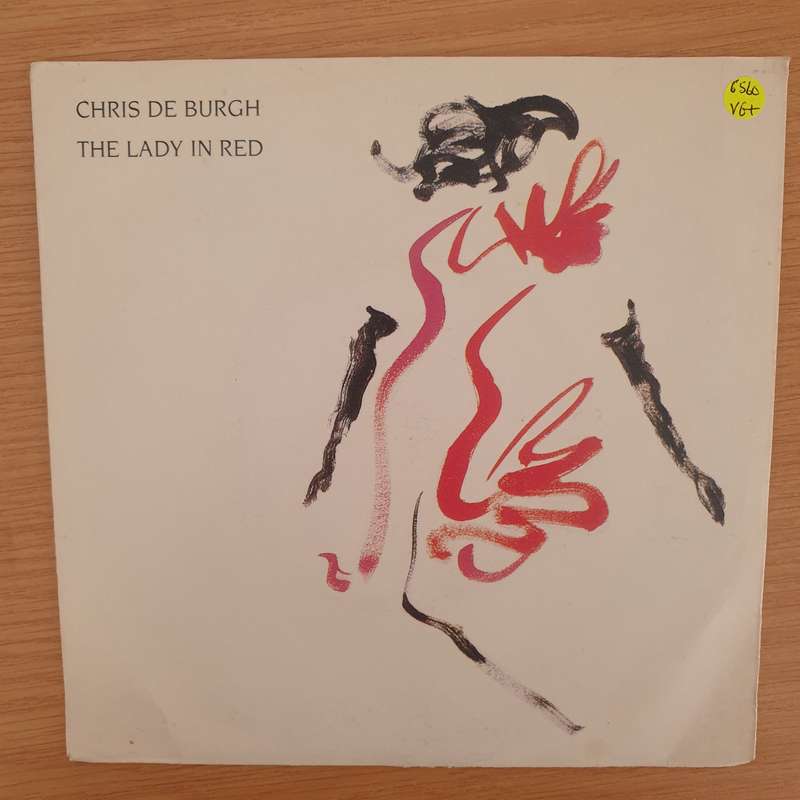 CHRIS DE BURGH
THE LADY IN RED
6560
VG+